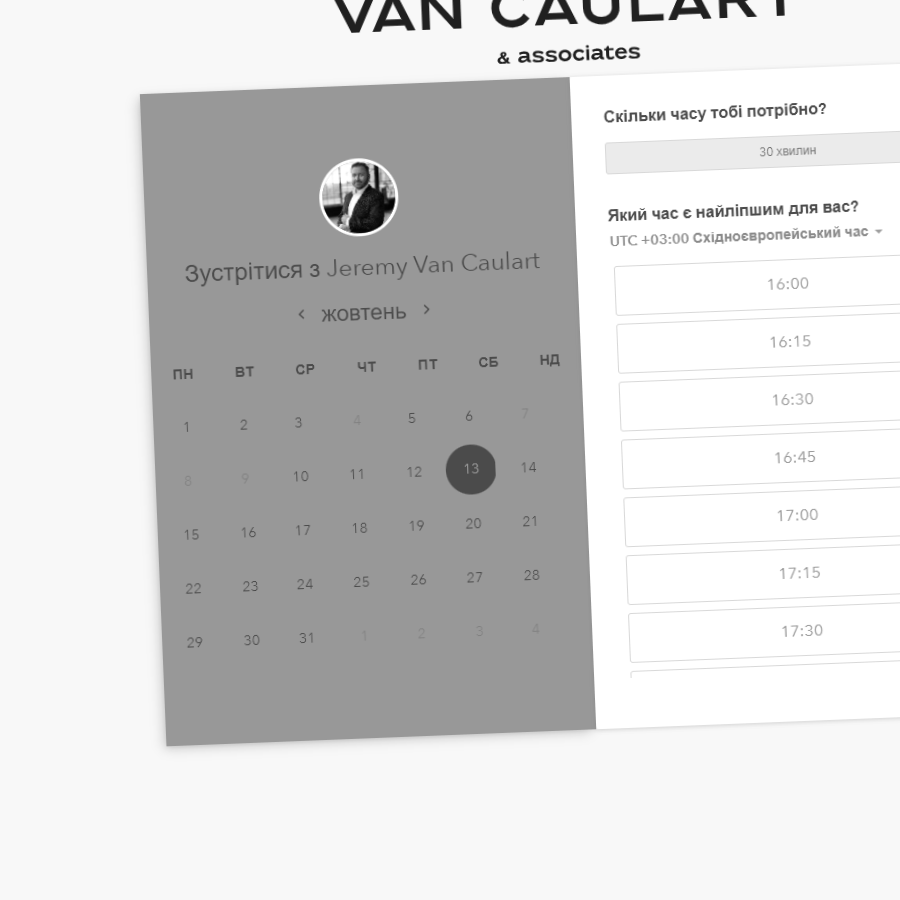 VAN CAULART
& associates
Зустрітися з Jeremy Van Caulart
жовтень
ПН ВТ СР ЧТ ПТ СБ НД
1 2 3 4 5 6 7
8 9 10 11 12 13 14
15 16 17 18 19 20 21
22 23 24 25 26 27 28
29 30 31 1 2 3 4
Скільки часу тобі потрібно?
30 хвилин
Який час є найліпшим для вас?
UTC +03:00 Східноєвропейський час
16:00
16:15
16:30
16:45
17:00
17:15
17:30